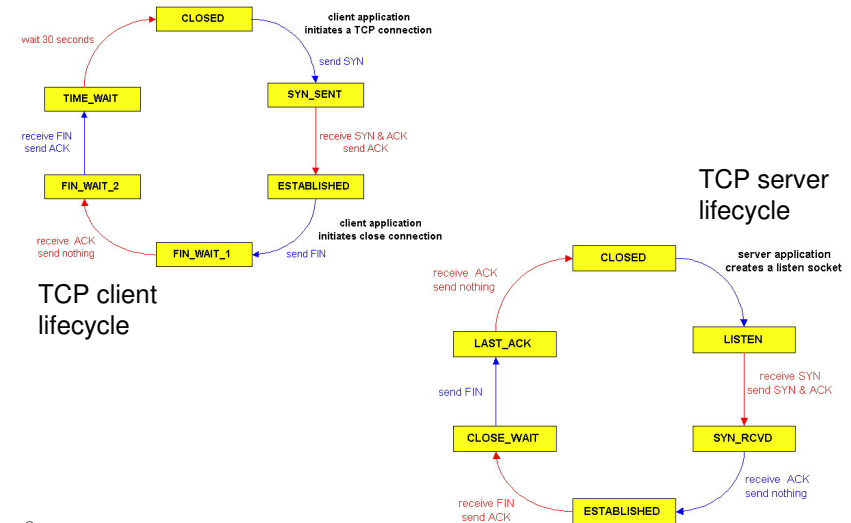 CLOSED
client application
initiates a TCP connection
wait 30 seconds
send SYN
TIME_WAIT
SYN_SENT
receive FIN
send ACK
receive SYN & ACK
send ACK
FIN_WAIT_2
ESTABLISHED
client application
initiates close connection
receive ACK
send nothing
FIN_WAIT_1
send FIN
TCP client
lifecycle
TCP server
lifecycle
CLOSED
server application
creates a listen socket
receive ACK
send nothing
LAST_ACK
LISTEN
send FIN
receive SYN
send SYN & ACK
CLOSE_WAIT
SYN_RCVD
receive ACK
send nothing
receive FIN
send ACK
ESTABLISHED